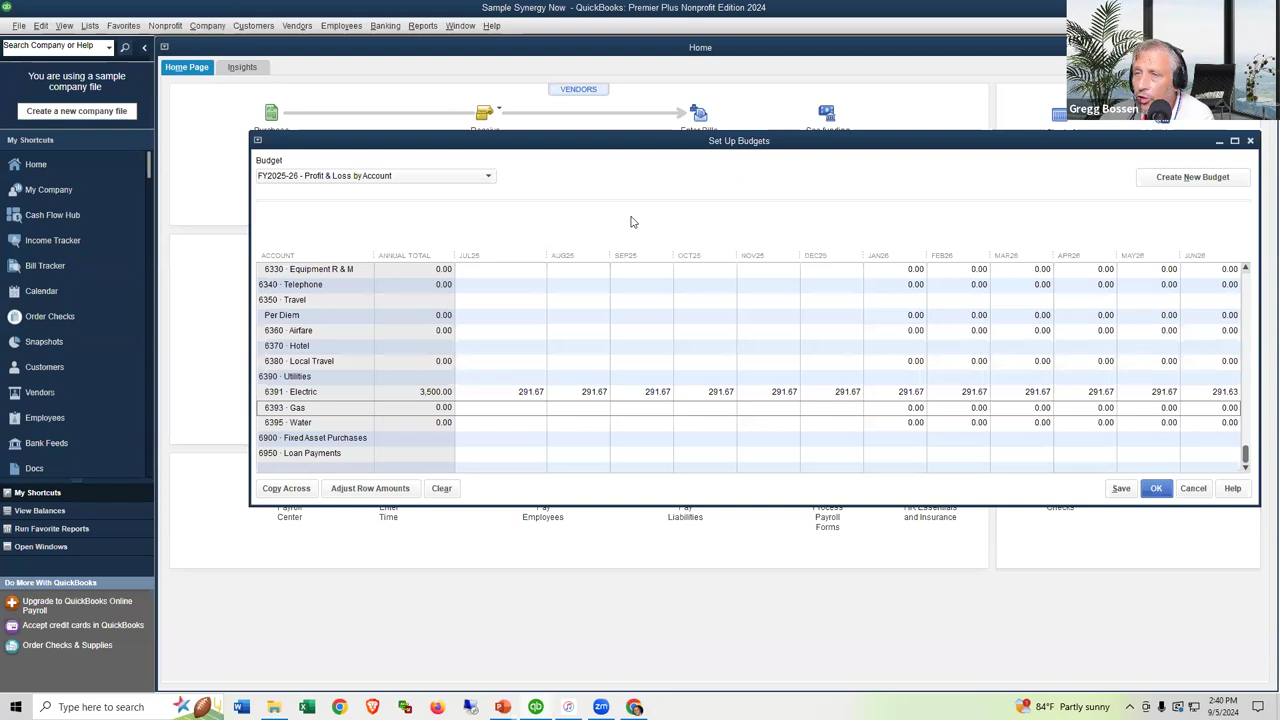 Sample Synergy Now - QuickBooks: Premier Plus Nonprofit Edition 2024
File Edit View Lists Favorites Nonprofit Company Customers Vendors Employees Banking Reports Window Help
Search Company or Help
Home
Home Page Insights
You are using a sample
company file
Create a new company file
VENDORS
Gregg Bossen
My Shortcuts
Home
My Company
Cash Flow Hub
Income Tracker
Bill Tracker
Calendar
Order Checks
Snapshots
Customers
Vendors
Employees
Bank Feeds
Docs
My Shortcuts
View Balances
Run Favorite Reports
Open Windows
Do More With QuickBooks
Upgrade to QuickBooks Online
Payroll
Accept credit cards in QuickBooks
Order Checks & Supplies
Set Up Budgets
Budget
FY2025-26 - Profit & Loss by Account
Create New Budget
ACCOUNT ANNUAL TOTAL JUL25 AUG25 SEP25 OCT25 NOV25 DEC25 JAN26 FEB26 MAR26 APR26 MAY26 JUN26
6330 · Equipment R & M 0.00 0.00 0.00 0.00 0.00 0.00 0.00
6340 · Telephone 0.00 0.00 0.00 0.00 0.00 0.00 0.00
6350 · Travel
Per Diem 0.00 0.00 0.00 0.00 0.00 0.00 0.00
6360 · Airfare 0.00 0.00 0.00 0.00 0.00 0.00 0.00
6370 · Hotel
6380 · Local Travel 0.00 0.00 0.00 0.00 0.00 0.00 0.00
6390 · Utilities
6391 · Electric 3,500.00 291.67 291.67 291.67 291.67 291.67 291.67 291.67 291.67 291.67 291.67 291.67 291.63
6393 · Gas 0.00 0.00 0.00 0.00 0.00 0.00 0.00
6395 · Water 0.00 0.00 0.00 0.00 0.00 0.00 0.00
6900 · Fixed Asset Purchases
6950 · Loan Payments
Copy Across Adjust Row Amounts Clear Save OK Cancel Help
Payroll
Center
Enter
Time
Pay
Employees
Pay
Liabilities
Process
Payroll
Forms
HR Essentials
and Insurance
Checks
Type here to search
84°F Partly sunny
2:40 PM
9/5/2024